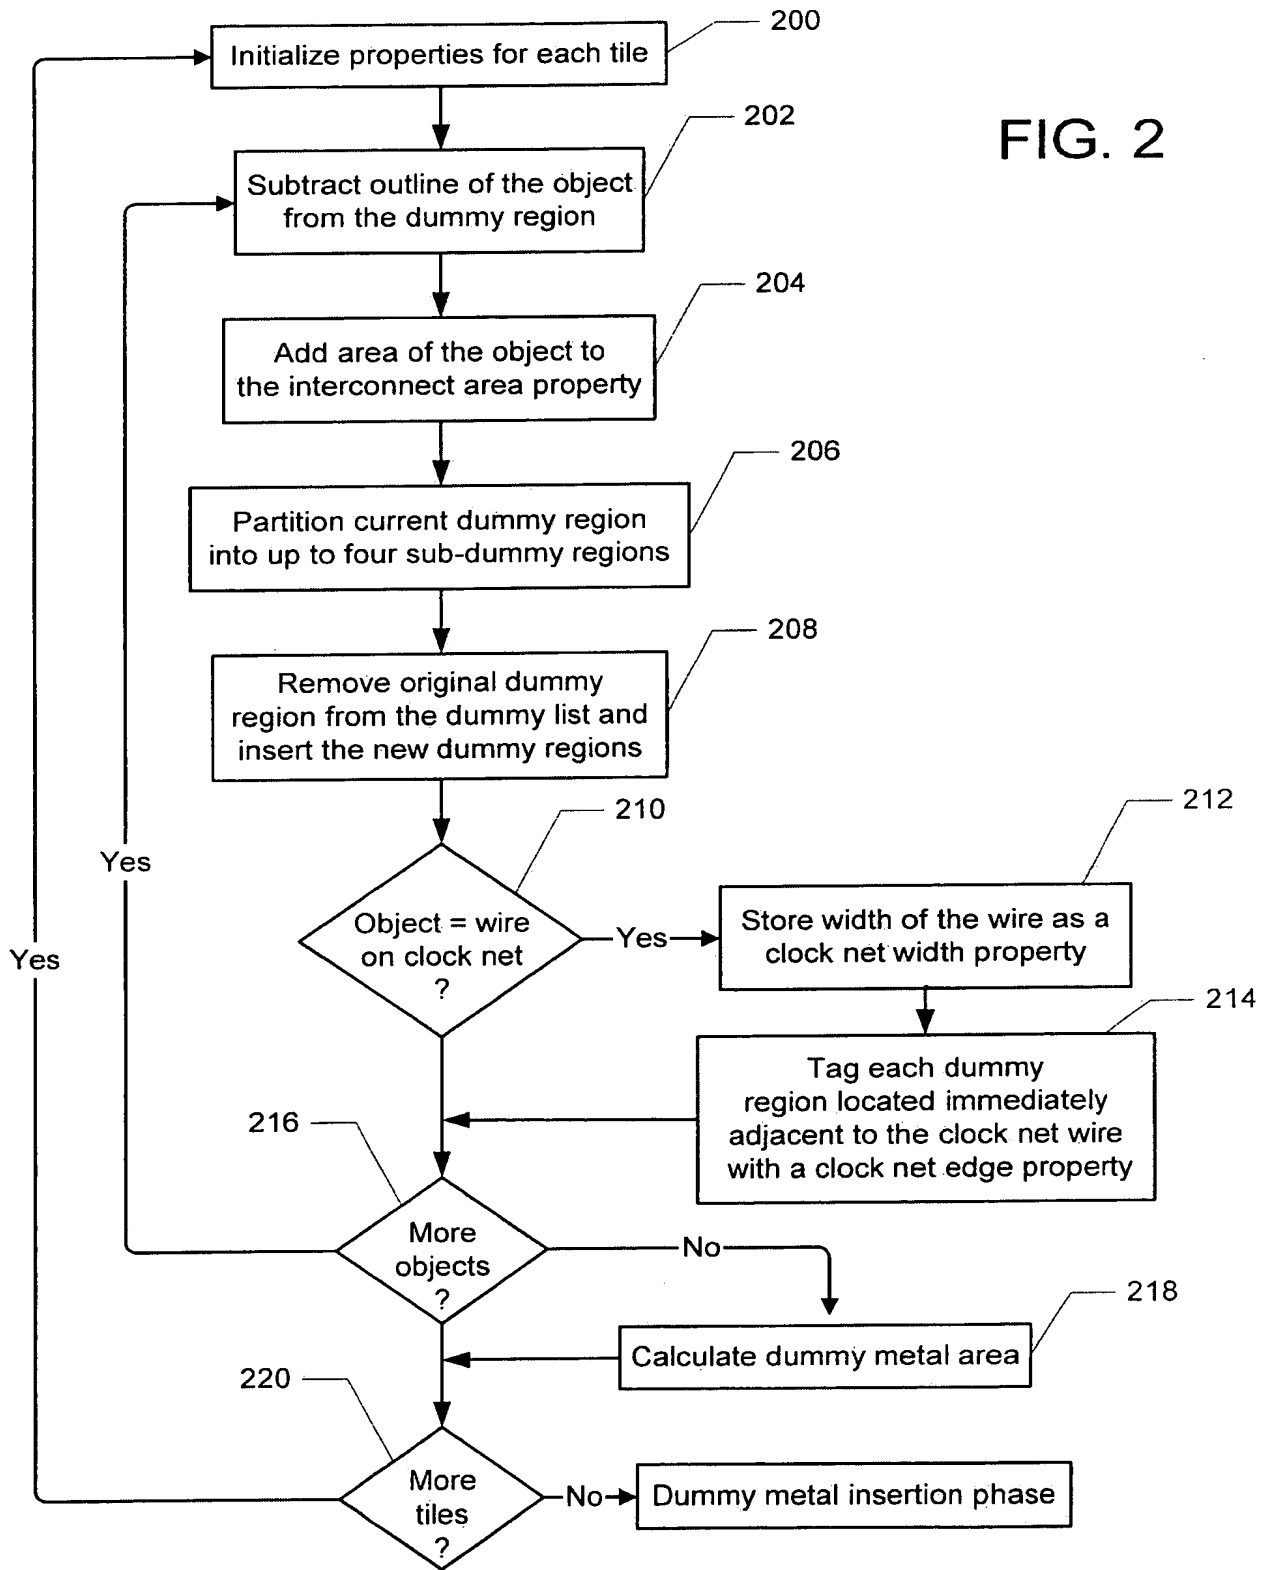 200
Initialize properties for each tile
FIG. 2
202
Subtract outline of the object
from the dummy region
204
Add area of the object to
the interconnect area property
206
Partition current dummy region
into up to four sub-dummy regions
208
Remove original dummy
region from the dummy list and
insert the new dummy regions
210
Object = wire
on clock net
?
Yes
212
Store width of the wire as a
clock net width property
214
Tag each dummy
region located immediately
adjacent to the clock net wire
with a clock net edge property
Yes
Yes
216
More
objects
?
No
218
Calculate dummy metal area
220
More
tiles
?
No
Dummy metal insertion phase